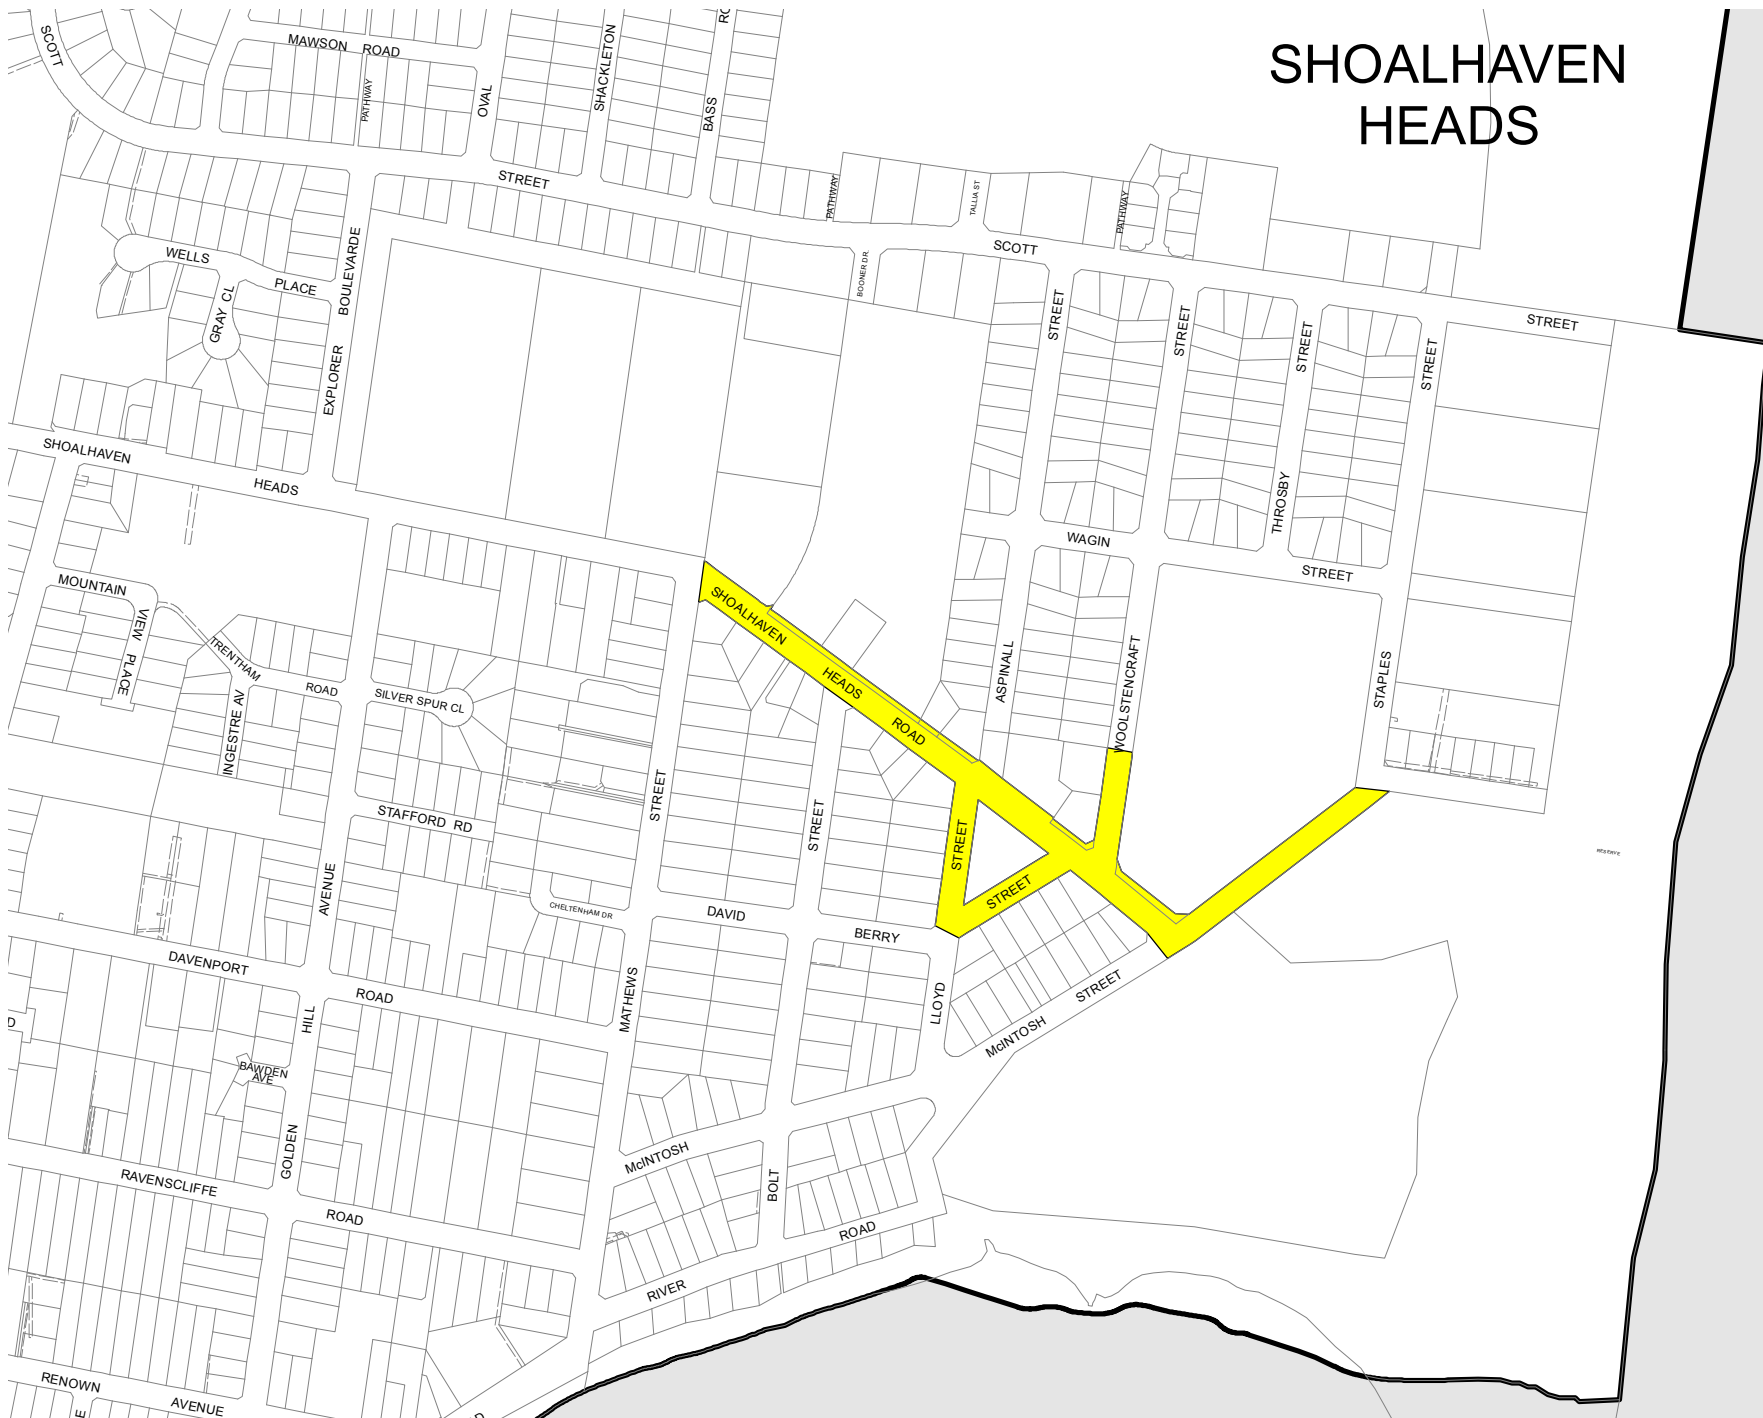 SHOALHAVEN
HEADS
SCOTT
MAWSON ROAD
PATHWAY
OVAL
SHACKLETON
BASS
STREET
PATHWAY
TALLIA ST
PATHWAY
SCOTT
STREET
WELLS
PLACE
GRAY CL
BOULEVARDE
EXPLORER
BOONER DR.
STREET
STREET
STREET
STREET
SHOALHAVEN
HEADS
THROSBY
WAGIN
STREET
MOUNTAIN
VIEW PLACE
TRENTHAM
ROAD
INGESTRE AV
SILVER SPUR CL
SHOALHAVEN
HEADS
ROAD
ASPINALL
WOOLSTENCRAFT
STAPLES
STAFFORD RD
STREET
STREET
STREET
STREET
RESERVE
AVENUE
CHELTENHAM DR
DAVID
BERRY
DAVENPORT
ROAD
HILL
MATHEWS
LLOYD
STREET
McINTOSH
D
BAWDEN
AVE
GOLDEN
McINTOSH
BOLT
RAVENSCLIFFE
ROAD
ROAD
RIVER
RENOWN
AVENUE
E
D